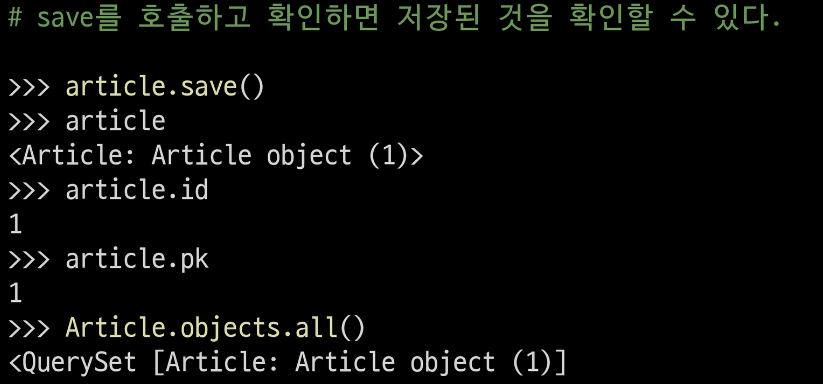 # save를 호출하고 확인하면 저장된 것을 확인할 수 있다.
>>> article.save()
>>> article
<Article: Article object (1)>
>>> article.id
1
>>> article.pk
1
>>> Article.objects.all()
<QuerySet [Article: Article object (1)]